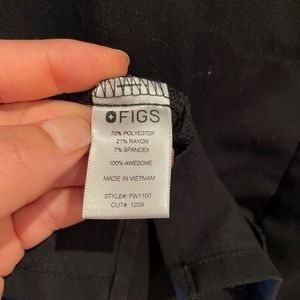 FIGS
72% POLYESTER
21% RAYON
7% SPANDEX
100% AWESOME
MADE IN VIETNAM
STYLE#: FW1100
CUT#: 1209